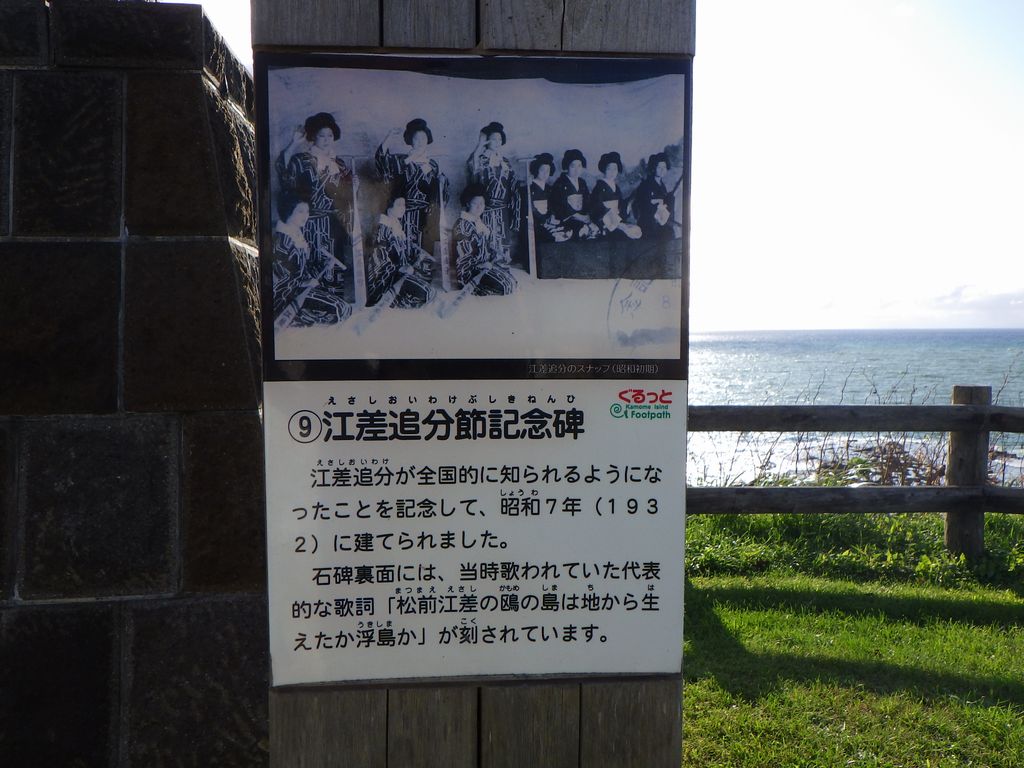 江差追分のスナップ(昭和初期)
ぐるっと
Kamome Island
Footpath
えさしおいわけぶしきねんひ
⑨江差追分節記念碑
えさしおいわけ
江差追分が全国的に知られるようにな
しょうわ
ったことを記念して、昭和7年(193
2)に建てられました。
石碑裏面には、当時歌われていた代表
まつまええさし かもめ しま ち は
的な歌詞「松前江差の鴎の島は地から生
うきしま こく
えたか浮島か」が刻されています。